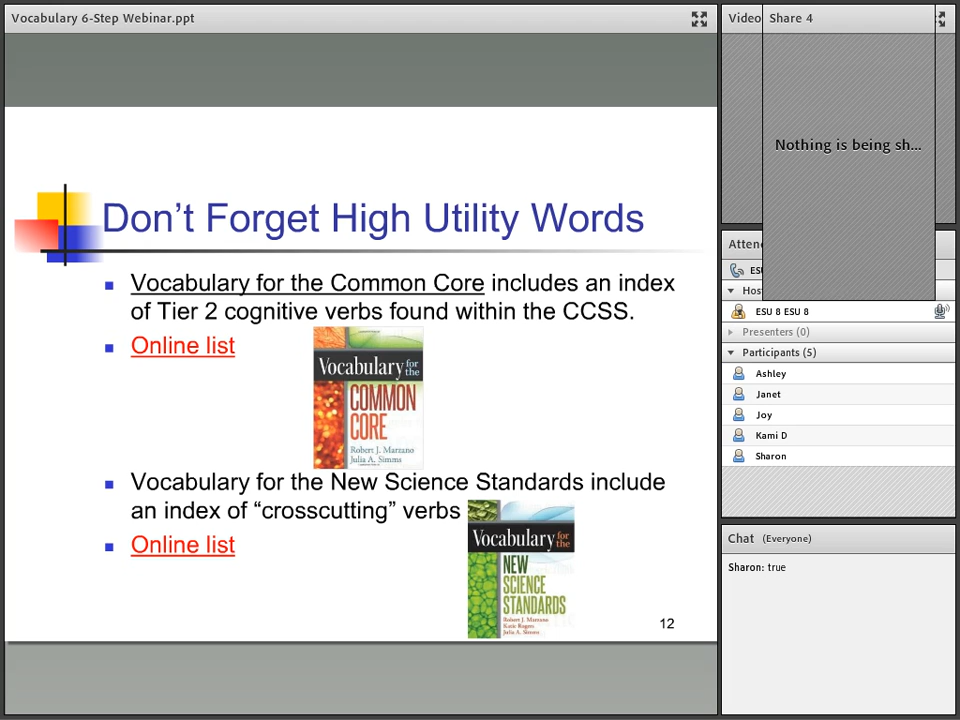 Vocabulary 6-Step Webinar.ppt
Don't Forget High Utility Words
Vocabulary for the Common Core includes an index
of Tier 2 cognitive verbs found within the CCSS.
Online list
Vocabulary for the
COMMON
CORE
Robert J. Marzano
Julia A. Simms
Vocabulary for the New Science Standards include
an index of “crosscutting” verbs
Online list
Vocabulary for the
NEW
SCIENCE
STANDARDS
Robert J. Marzano
Katie Rogers
Julia A. Simms
12
Video
Share 4
Nothing is being sh...
Atten
ESU
Hos
ESU 8 ESU 8
Presenters (0)
Participants (5)
Ashley
Janet
Joy
Kami D
Sharon
Chat (Everyone)
Sharon: true